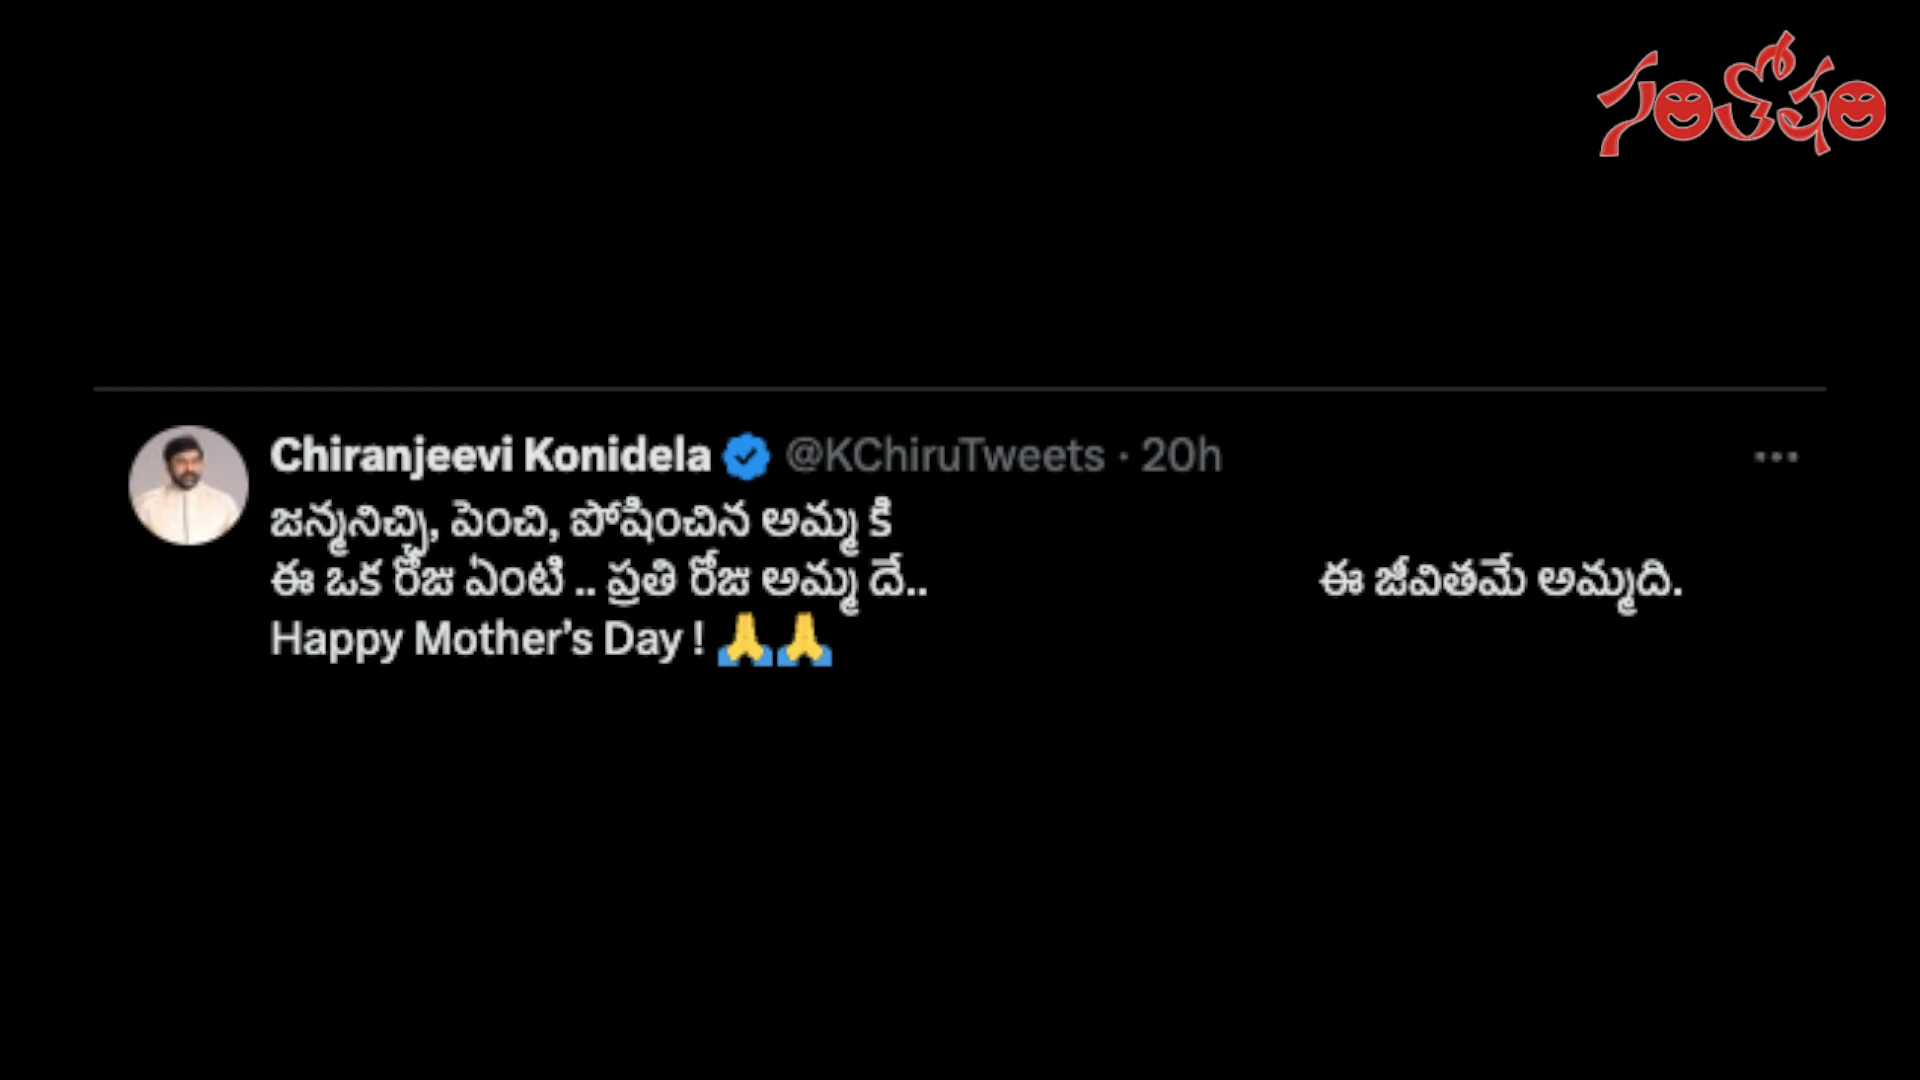 సంతోషం
Chiranjeevi Konidela @KChiruTweets · 20h
జన్మనిచ్చి, పెంచి, పోషించిన అమ్మ కి
ఈ ఒక రోజు ఏంటి .. ప్రతి రోజు అమ్మ దే.. ఈ జీవితమే అమ్మది.
Happy Mother’s Day ! 🙏🙏